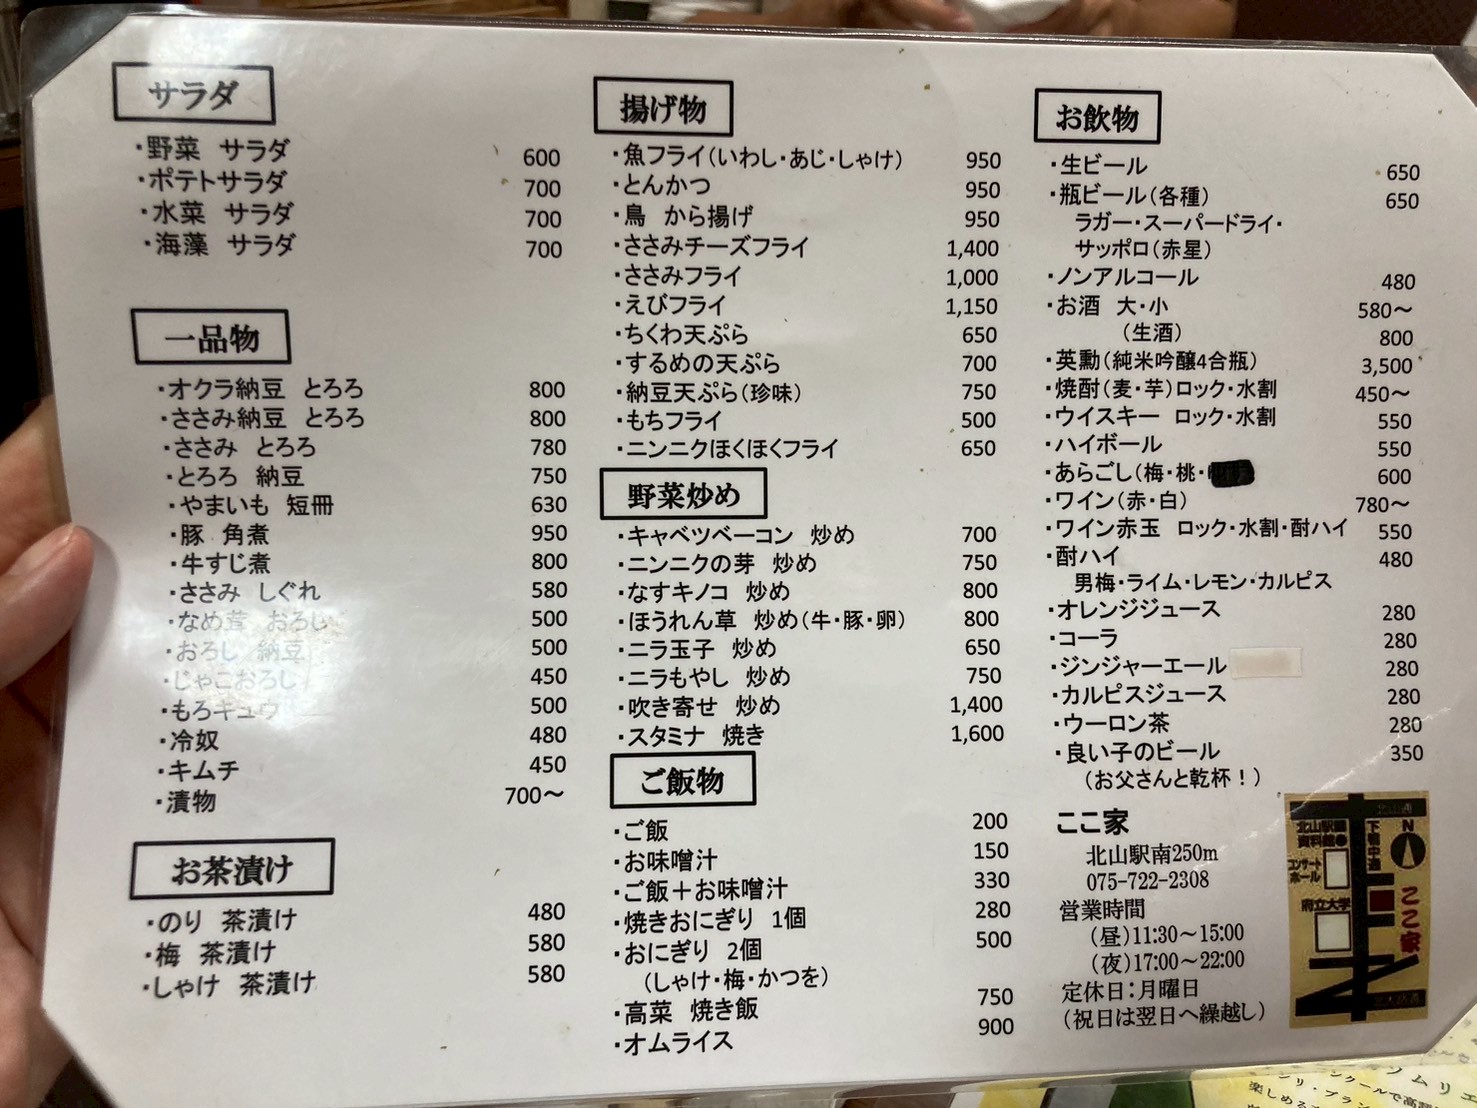 サラダ
・野菜 サラダ 600
・ポテトサラダ 700
・水菜 サラダ 700
・海藻 サラダ 700
一品物
・オクラ納豆 とろろ 800
・ささみ納豆 とろろ 800
・ささみ とろろ 780
・とろろ 納豆 750
・やまいも 短冊 630
・豚 角煮 950
・牛すじ煮 800
・ささみ しぐれ 580
・なめ茸 おろし 500
・おろし 納豆 500
・じゃこおろし 450
・もろキュウ 500
・冷奴 480
・キムチ 450
・漬物 700～
お茶漬け
・のり 茶漬け 480
・梅 茶漬け 580
・しゃけ 茶漬け 580
揚げ物
・魚フライ(いわし・あじ・しゃけ) 950
・とんかつ 950
・鳥 から揚げ 950
・ささみチーズフライ 1,400
・ささみフライ 1,000
・えびフライ 1,150
・ちくわ天ぷら 650
・するめの天ぷら 700
・納豆天ぷら(珍味) 750
・もちフライ 500
・ニンニクほくほくフライ 650
野菜炒め
・キャベツベーコン 炒め 700
・ニンニクの芽 炒め 750
・なすキノコ 炒め 800
・ほうれん草 炒め(牛・豚・卵) 800
・ニラ玉子 炒め 650
・ニラもやし 炒め 750
・吹き寄せ 炒め 1,400
・スタミナ 焼き 1,600
ご飯物
・ご飯 200
・お味噌汁 150
・ご飯＋お味噌汁 330
・焼きおにぎり 1個 280
・おにぎり 2個 500
(しゃけ・梅・かつを)
・高菜 焼き飯 750
・オムライス 900
お飲物
・生ビール 650
・瓶ビール(各種) 650
ラガー・スーパードライ・
サッポロ(赤星)
・ノンアルコール 480
・お酒 大・小 580～
(生酒) 800
・英勲(純米吟醸4合瓶) 3,500
・焼酎(麦・芋)ロック・水割 450～
・ウイスキー ロック・水割 550
・ハイボール 550
・あらごし(梅・桃・ 600
・ワイン(赤・白) 780～
・ワイン赤玉 ロック・水割・酎ハイ 550
・酎ハイ 480
男梅・ライム・レモン・カルピス
・オレンジジュース 280
・コーラ 280
・ジンジャーエール 280
・カルピスジュース 280
・ウーロン茶 280
・良い子のビール 350
(お父さんと乾杯！)
ここ家
北山駅南250m
075-722-2308
営業時間
(昼)11:30～15:00
(夜)17:00～22:00
定休日：月曜日
(祝日は翌日へ繰越し)
北山通
N
下鴨中通
コンサート
ホール
府立大学
ここ家
北大路通
ソムリエ